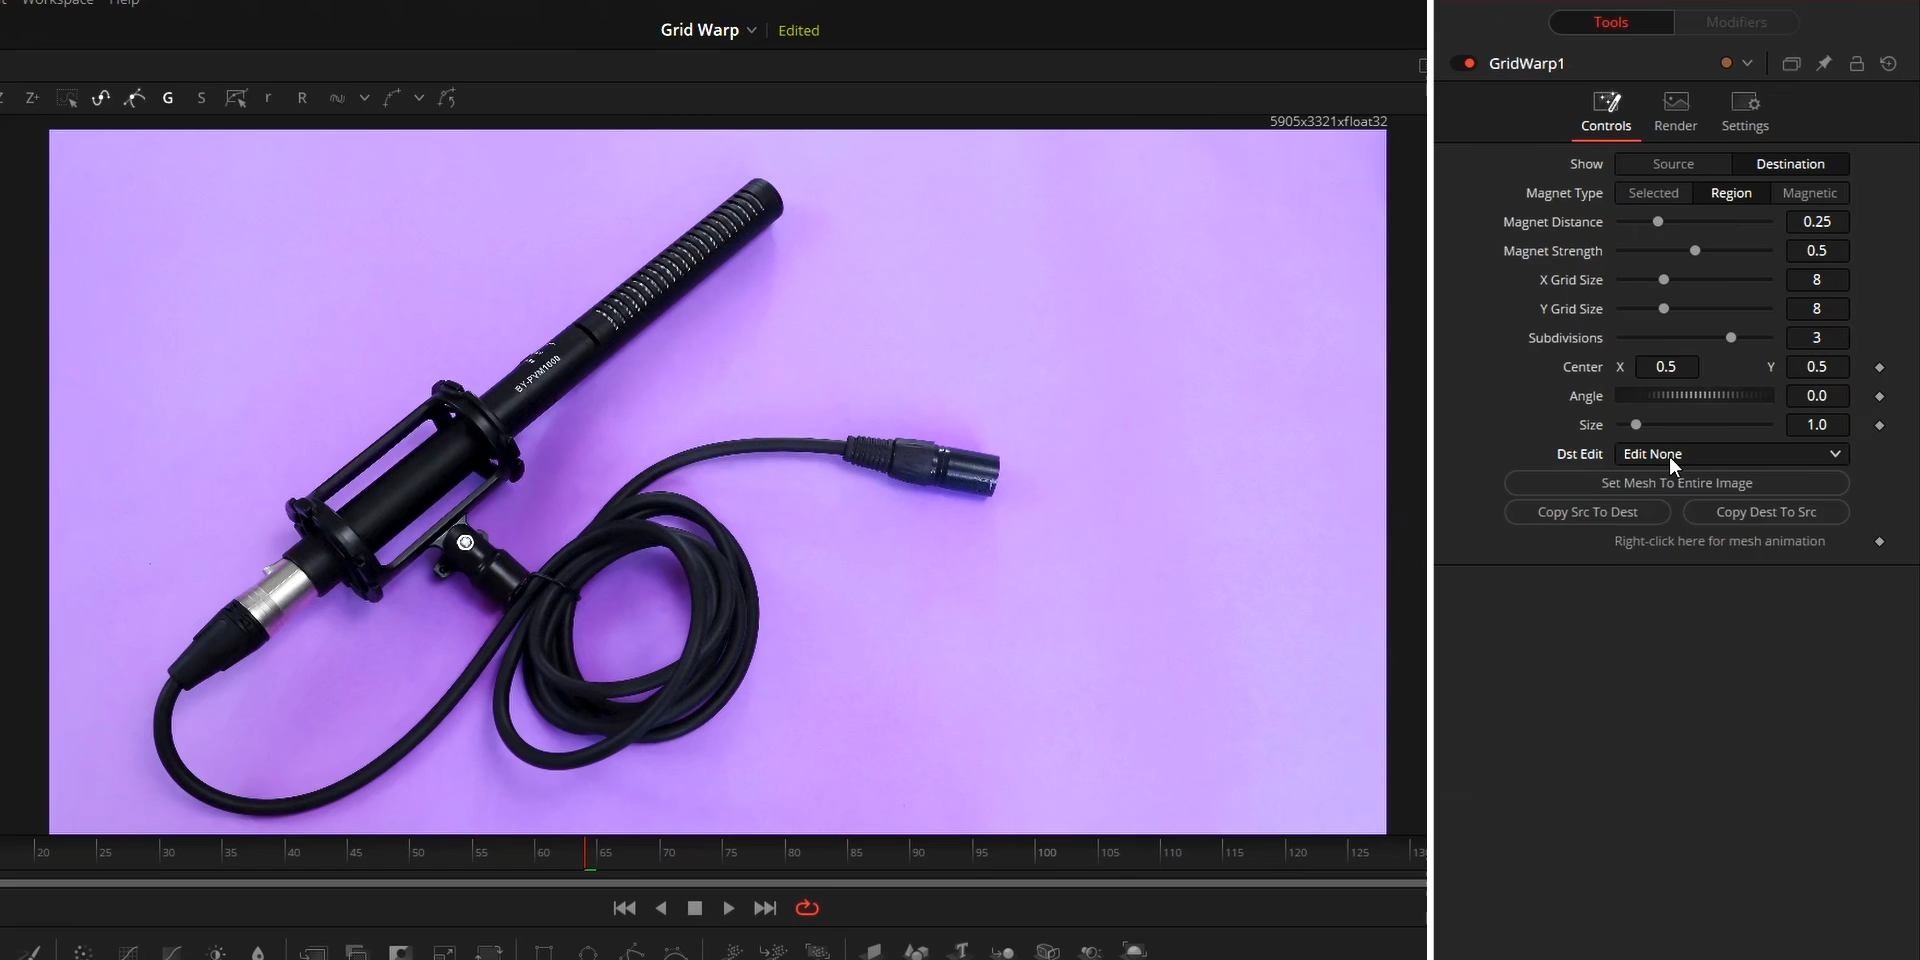 Workspace Help
Grid Warp Edited
Z Z+ G S r R
5905x3321xfloat32
BY-PVM1000
20 25 30 35 40 45 50 55 60 65 70 75 80 85 90 95 100 105 110 115 120 125
Tools Modifiers
GridWarp1
Controls Render Settings
Show Source Destination
Magnet Type Selected Region Magnetic
Magnet Distance 0.25
Magnet Strength 0.5
X Grid Size 8
Y Grid Size 8
Subdivisions 3
Center X 0.5 Y 0.5
Angle 0.0
Size 1.0
Dst Edit Edit None
Set Mesh To Entire Image
Copy Src To Dest Copy Dest To Src
Right-click here for mesh animation